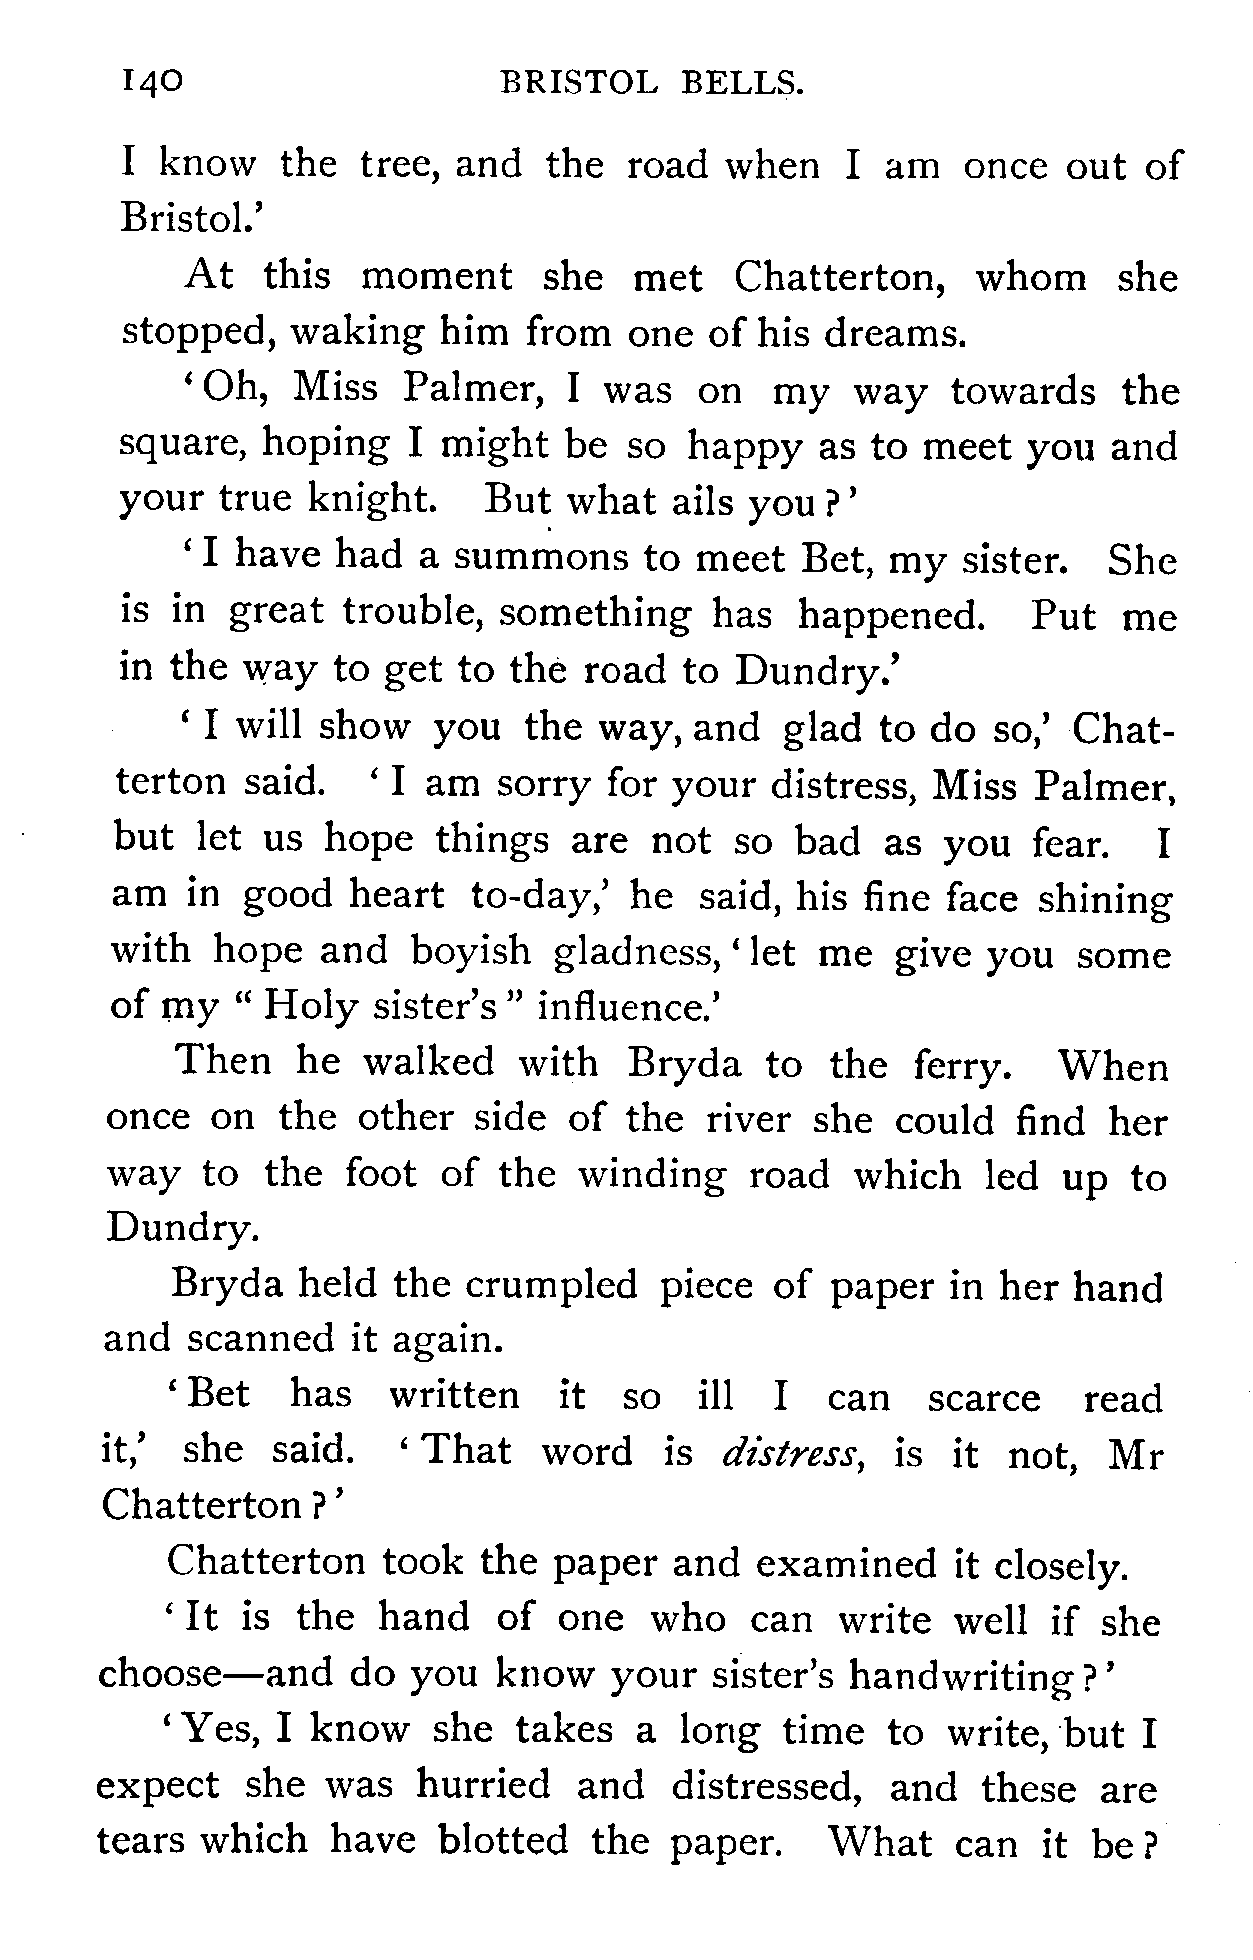 140 BRISTOL BELLS.
I know the tree, and the road when I am once out of
Bristol.’
At this moment she met Chatterton, whom she
stopped, waking him from one of his dreams.
‘Oh, Miss Palmer, I was on my way towards the
square, hoping I might be so happy as to meet you and
your true knight. But what ails you?’
‘I have had a summons to meet Bet, my sister. She
is in great trouble, something has happened. Put me
in the way to get to the road to Dundry.’
‘I will show you the way, and glad to do so,’ Chat-
terton said. ‘I am sorry for your distress, Miss Palmer,
but let us hope things are not so bad as you fear. I
am in good heart to-day,’ he said, his fine face shining
with hope and boyish gladness, ‘let me give you some
of my “Holy sister’s” influence.’
Then he walked with Bryda to the ferry. When
once on the other side of the river she could find her
way to the foot of the winding road which led up to
Dundry.
Bryda held the crumpled piece of paper in her hand
and scanned it again.
‘Bet has written it so ill I can scarce read
it,’ she said. ‘That word is distress, is it not, Mr
Chatterton?’
Chatterton took the paper and examined it closely.
‘It is the hand of one who can write well if she
choose—and do you know your sister’s handwriting?’
‘Yes, I know she takes a long time to write, but I
expect she was hurried and distressed, and these are
tears which have blotted the paper. What can it be?